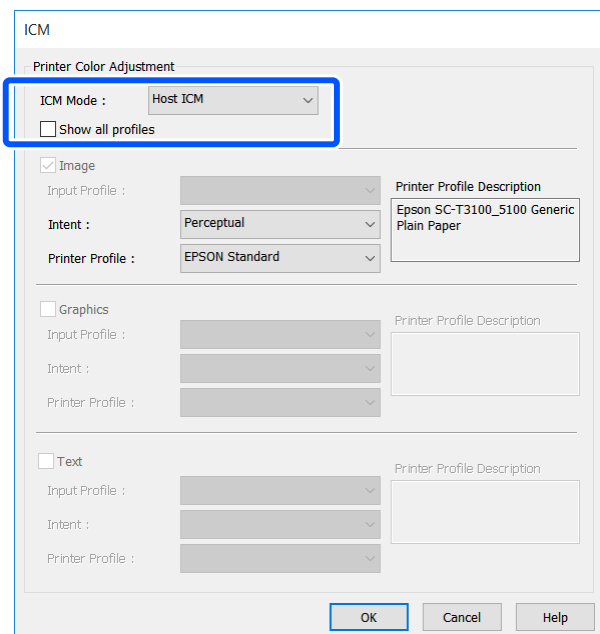 ICM
Printer Color Adjustment
ICM Mode : Host ICM
Show all profiles
Image
Input Profile :
Printer Profile Description
Intent : Perceptual
Epson SC-T3100_5100 Generic
Plain Paper
Printer Profile : EPSON Standard
Graphics
Input Profile :
Printer Profile Description
Intent :
Printer Profile :
Text
Input Profile :
Printer Profile Description
Intent :
Printer Profile :
OK Cancel Help